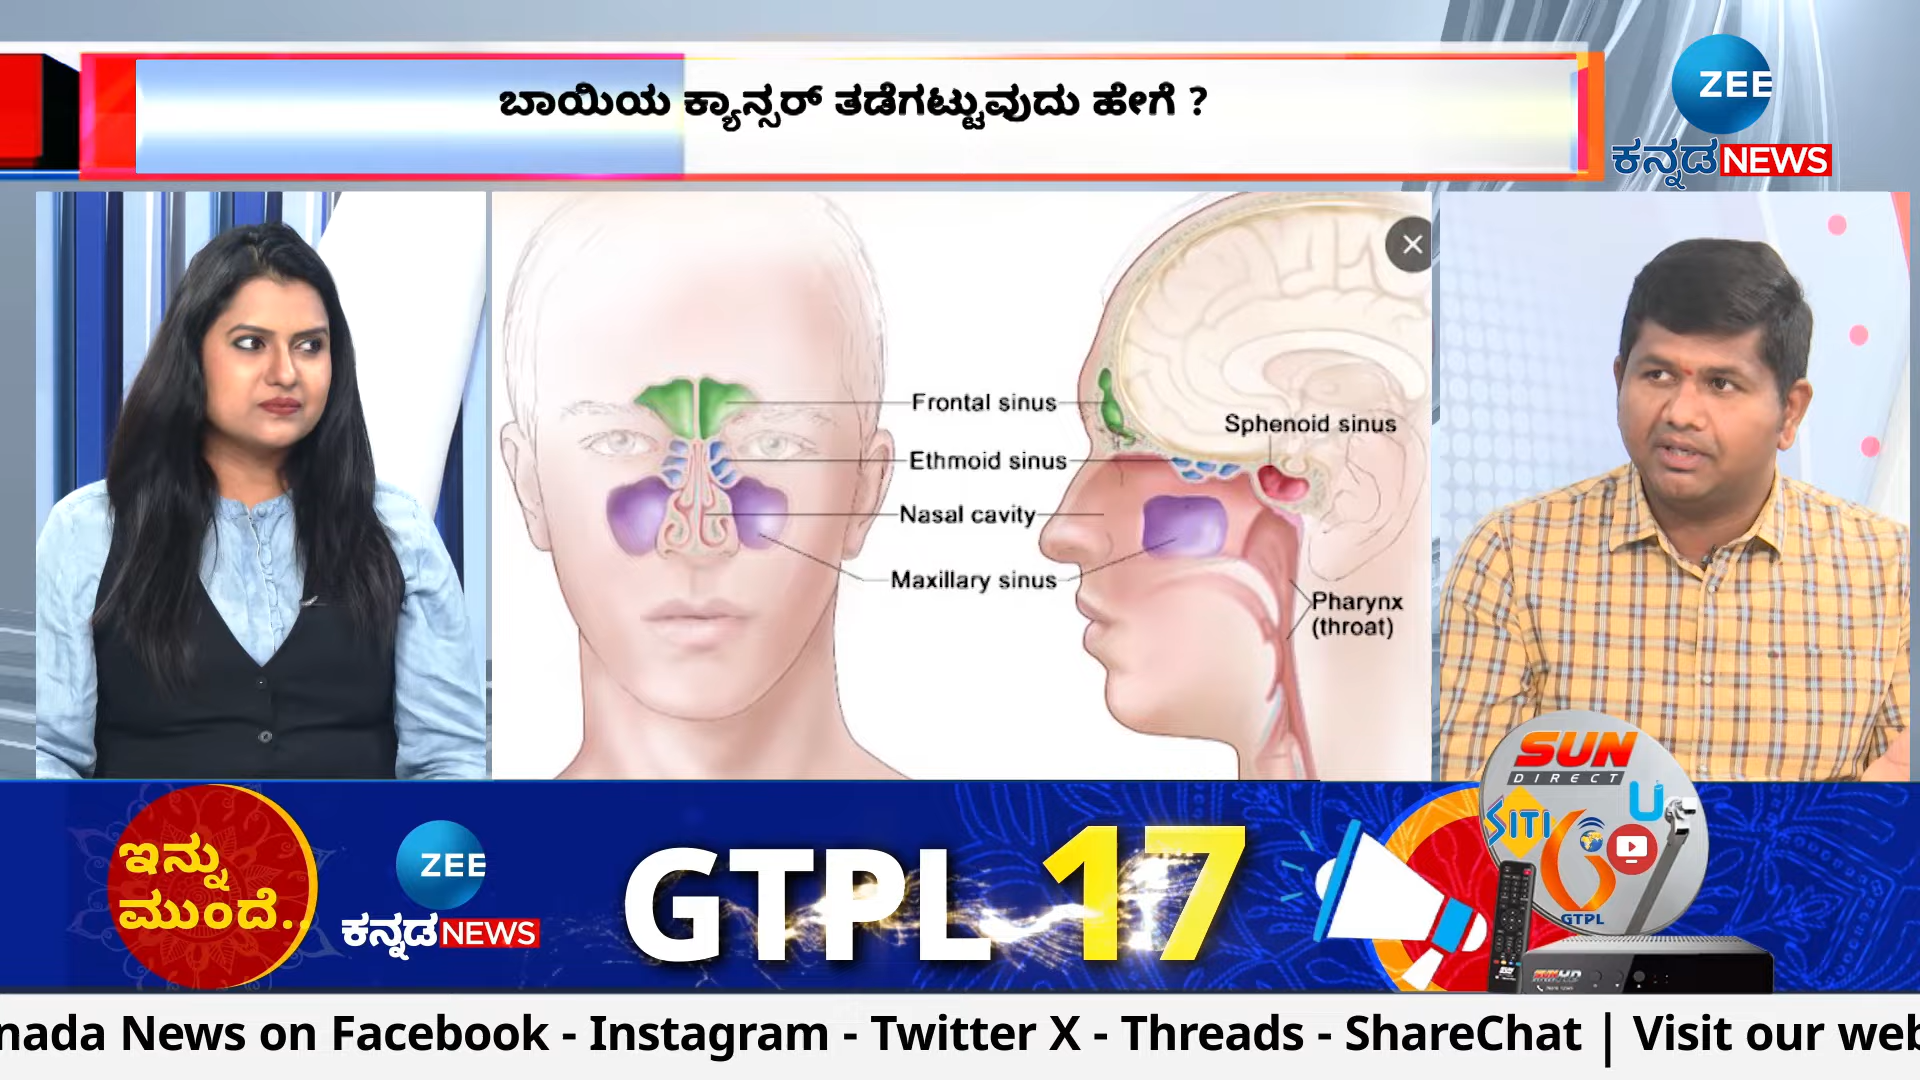 ಬಾಯಿಯ ಕ್ಯಾನ್ಸರ್ ತಡೆಗಟ್ಟುವುದು ಹೇಗೆ ?
ZEE
ಕನ್ನಡ NEWS
Frontal sinus
Sphenoid sinus
Ethmoid sinus
Nasal cavity
Maxillary sinus
Pharynx
(throat)
SUN
DIRECT
SITI
U
GTPL
ಇನ್ನು
ಮುಂದೆ..
ZEE
ಕನ್ನಡ NEWS
GTPL 17
nada News on Facebook - Instagram - Twitter X - Threads - ShareChat | Visit our web